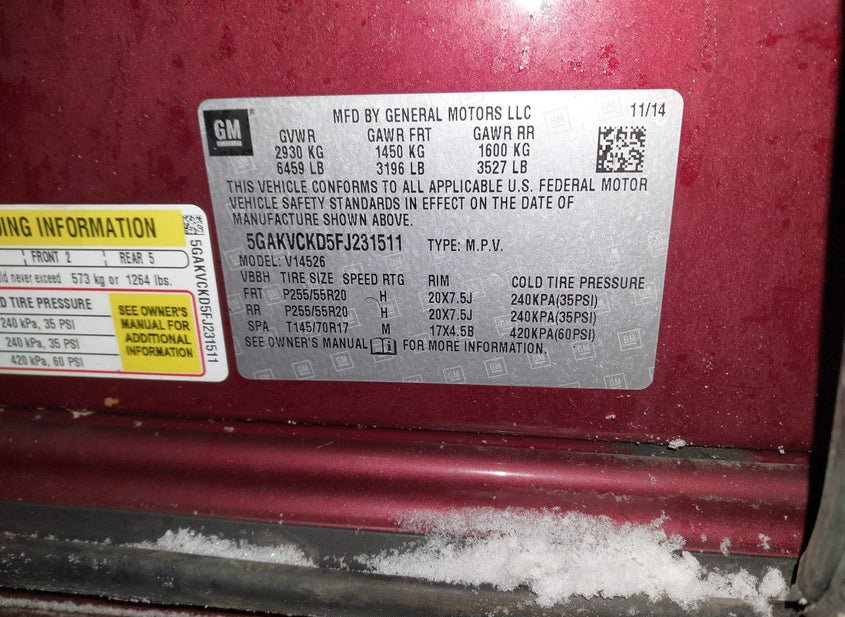 GM
MFD BY GENERAL MOTORS LLC 11/14
GVWR GAWR FRT GAWR RR
2930 KG 1450 KG 1600 KG
6459 LB 3196 LB 3527 LB
THIS VEHICLE CONFORMS TO ALL APPLICABLE U.S. FEDERAL MOTOR
VEHICLE SAFETY STANDARDS IN EFFECT ON THE DATE OF
MANUFACTURE SHOWN ABOVE.
5GAKVCKD5FJ231511 TYPE: M.P.V.
MODEL: V14526
VBBH TIRE SIZE SPEED RTG RIM COLD TIRE PRESSURE
FRT P255/55R20 H 20X7.5J 240KPA(35PSI)
RR P255/55R20 H 20X7.5J 240KPA(35PSI)
SPA T145/70R17 M 17X4.5B 420KPA(60PSI)
SEE OWNER'S MANUAL FOR MORE INFORMATION.
INFORMATION
FRONT 2 REAR 5
never exceed 573 kg or 1264 lbs.
TIRE PRESSURE
240 kPa, 35 PSI
240 kPa, 35 PSI
420 kPa, 60 PSI
SEE OWNER'S
MANUAL FOR
ADDITIONAL
INFORMATION
5GAKVCKD5FJ231511